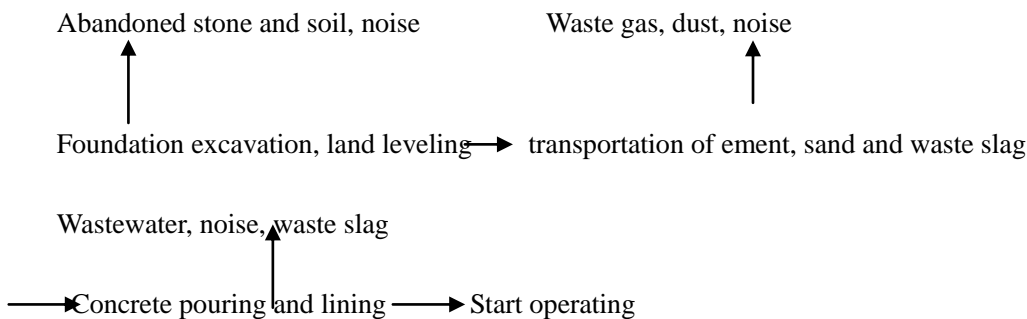 Abandoned stone and soil, noise Waste gas, dust, noise
Foundation excavation, land leveling transportation of ement, sand and waste slag
Wastewater, noise, waste slag
Concrete pouring and lining Start operating